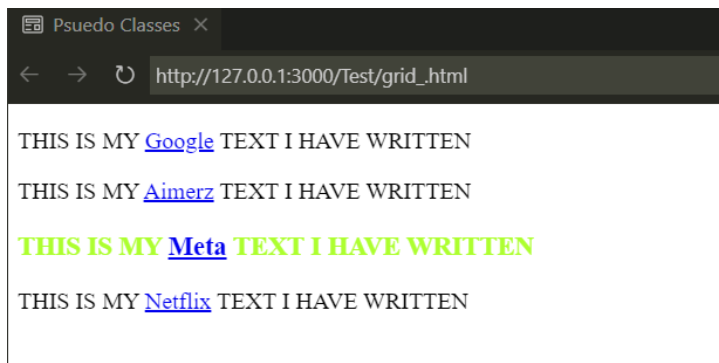 Psuedo Classes
http://127.0.0.1:3000/Test/grid_.html
THIS IS MY Google TEXT I HAVE WRITTEN
THIS IS MY Aimerz TEXT I HAVE WRITTEN
THIS IS MY Meta TEXT I HAVE WRITTEN
THIS IS MY Netflix TEXT I HAVE WRITTEN